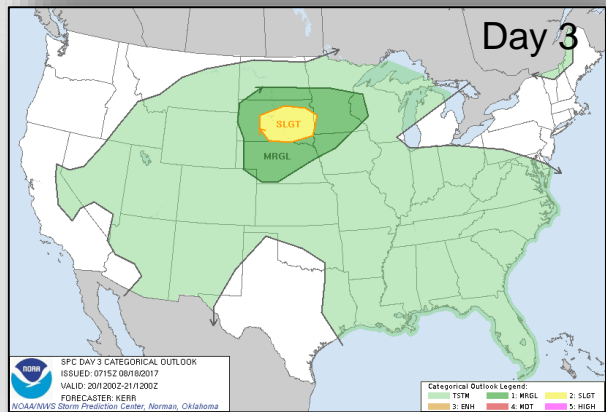 Day 3
SLGT
MRGL
NOAA
SPC DAY 3 CATEGORICAL OUTLOOK
ISSUED: 0715Z 08/18/2017
VALID: 20/1200Z-21/1200Z
FORECASTER: KERR
NOAA/NWS Storm Prediction Center, Norman, Oklahoma
Categorical Outlook Legend:
TSTM 1: MRGL 2: SLGT
3: ENH 4: MDT 5: HIGH